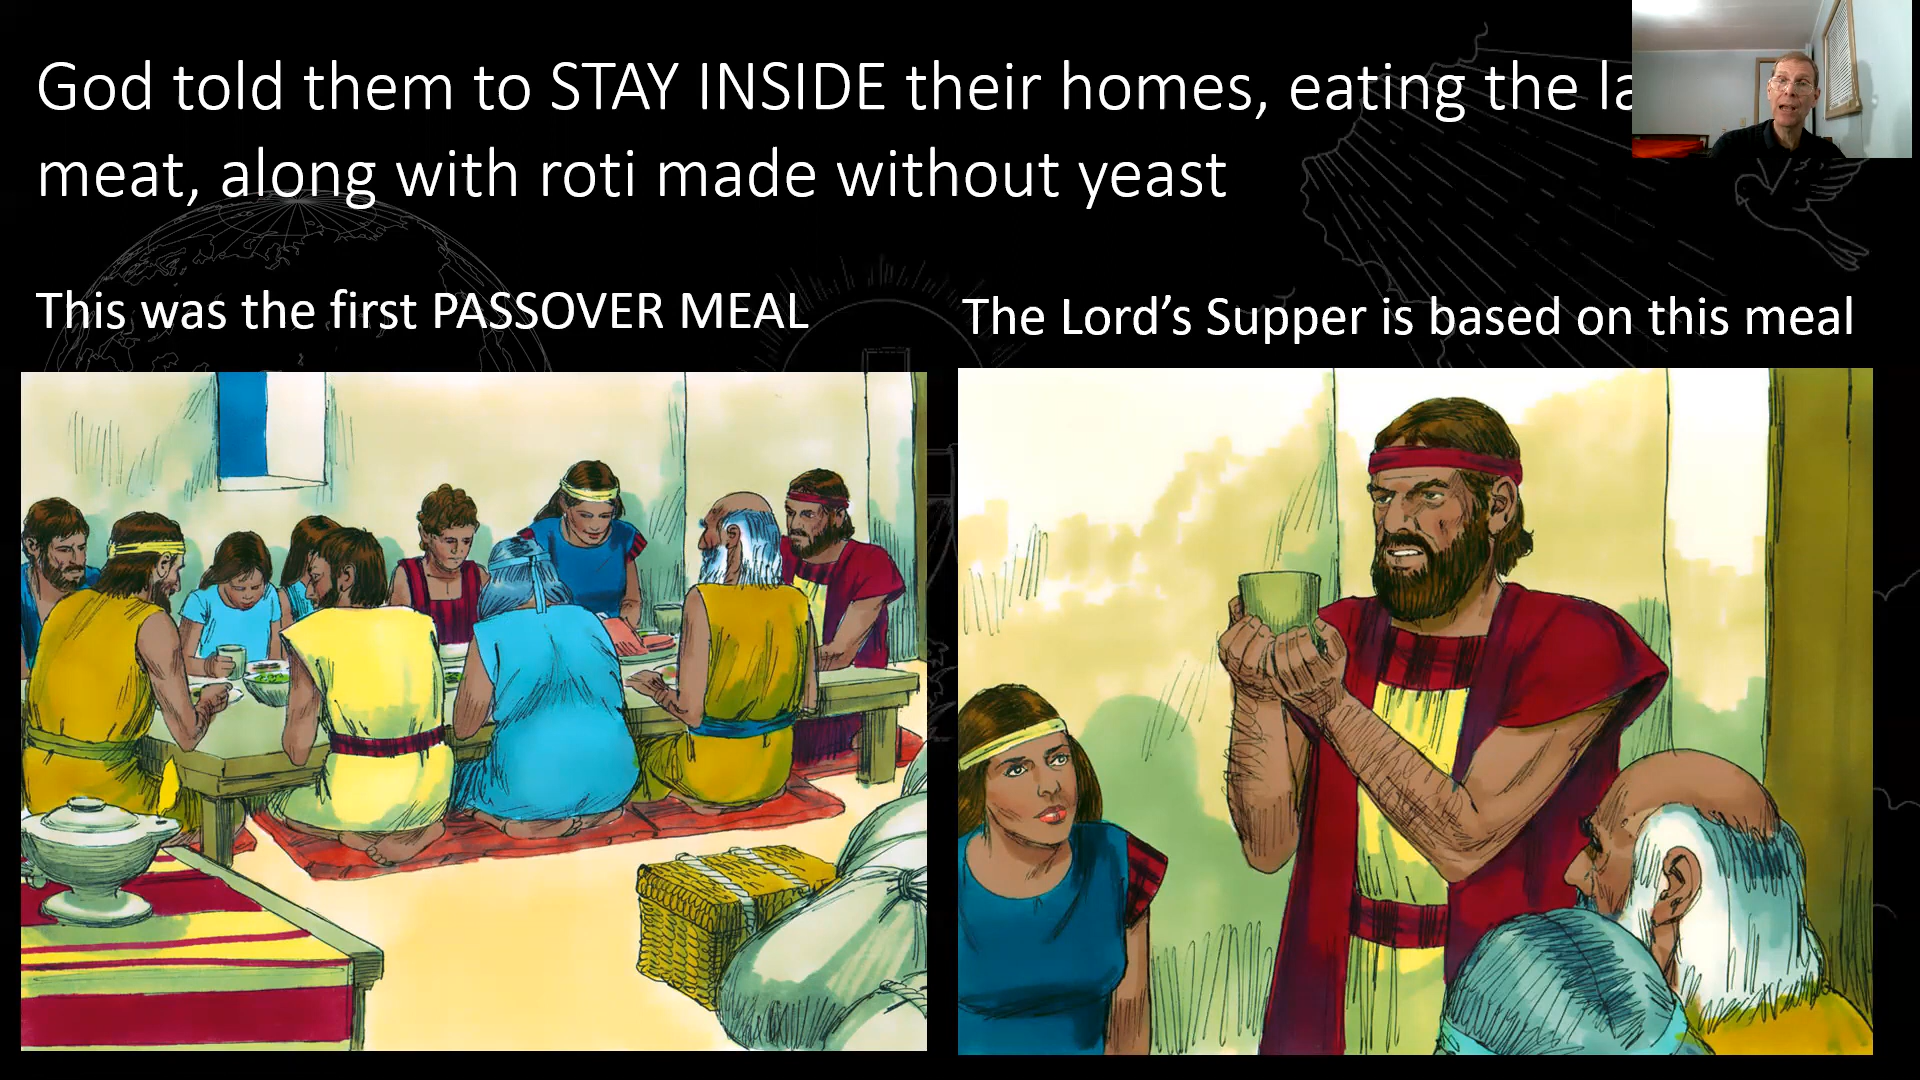 God told them to STAY INSIDE their homes, eating the
meat, along with roti made without yeast
This was the first PASSOVER MEAL
The Lord’s Supper is based on this meal